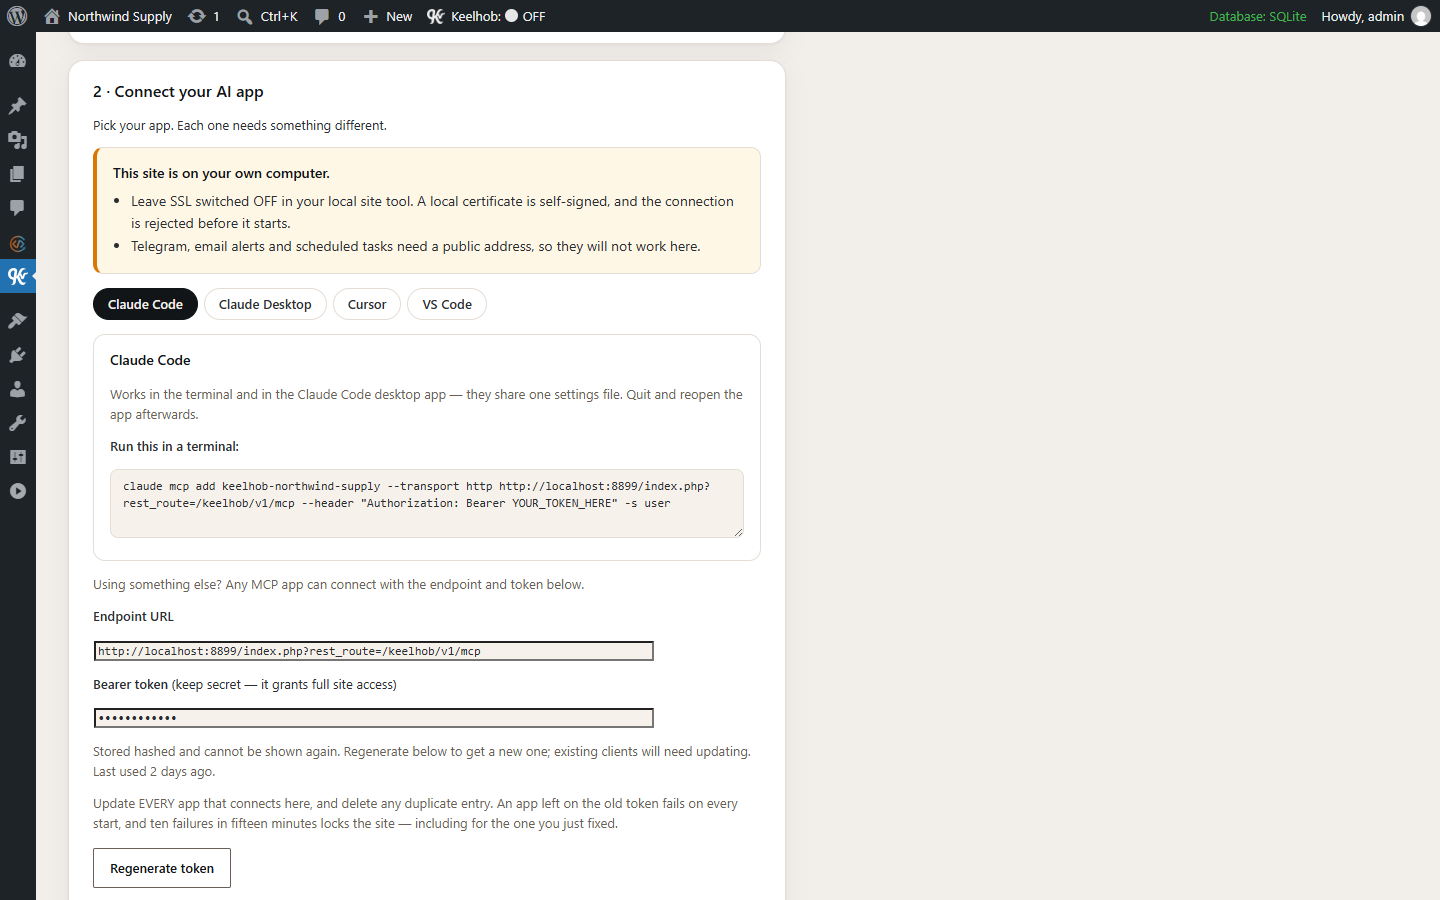 Northwind Supply 1 Ctrl+K 0 New Keelhob: OFF Database: SQLite Howdy, admin
2 · Connect your AI app
Pick your app. Each one needs something different.
This site is on your own computer.
• Leave SSL switched OFF in your local site tool. A local certificate is self-signed, and the connection
is rejected before it starts.
• Telegram, email alerts and scheduled tasks need a public address, so they will not work here.
Claude Code Claude Desktop Cursor VS Code
Claude Code
Works in the terminal and in the Claude Code desktop app — they share one settings file. Quit and reopen the
app afterwards.
Run this in a terminal:
claude mcp add keelhob-northwind-supply --transport http http://localhost:8899/index.php?
rest_route=/keelhob/v1/mcp --header "Authorization: Bearer YOUR_TOKEN_HERE" -s user
Using something else? Any MCP app can connect with the endpoint and token below.
Endpoint URL
http://localhost:8899/index.php?rest_route=/keelhob/v1/mcp
Bearer token (keep secret — it grants full site access)
••••••••••••
Stored hashed and cannot be shown again. Regenerate below to get a new one; existing clients will need updating.
Last used 2 days ago.
Update EVERY app that connects here, and delete any duplicate entry. An app left on the old token fails on every
start, and ten failures in fifteen minutes locks the site — including for the one you just fixed.
Regenerate token